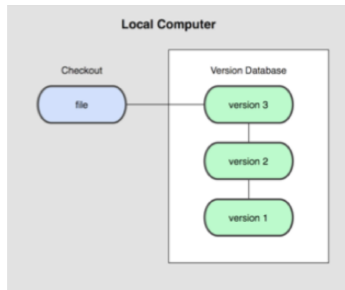 Local Computer
Checkout
Version Database
file
version 3
version 2
version 1